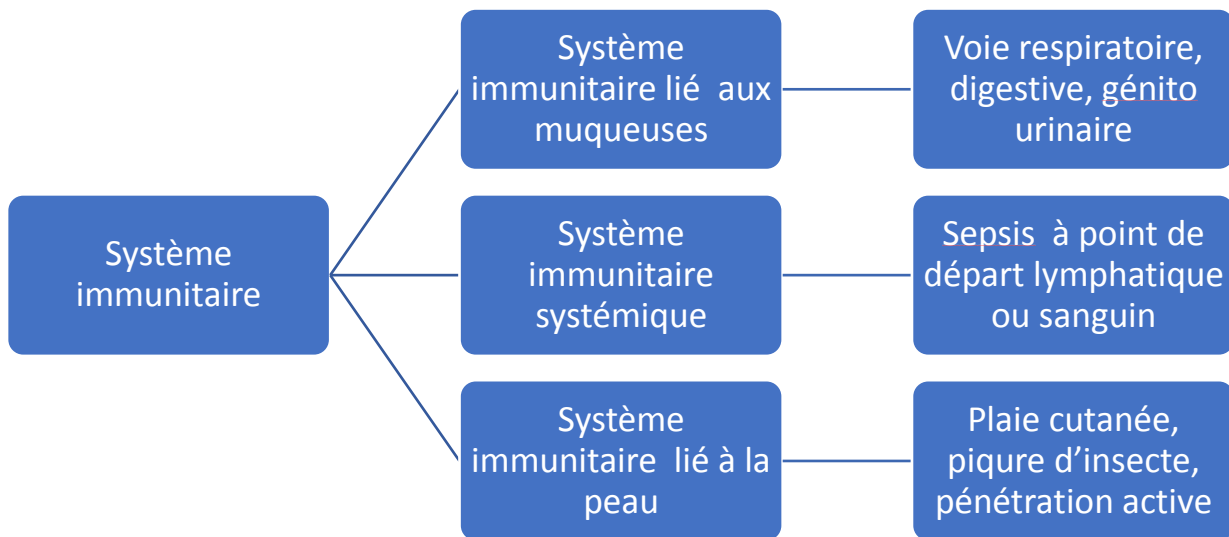 Système
immunitaire
Système
immunitaire lié aux
muqueuses
Voie respiratoire,
digestive, génito
urinaire
Système
immunitaire
systémique
Sepsis à point de
départ lymphatique
ou sanguin
Système
immunitaire lié à la
peau
Plaie cutanée,
piqure d’insecte,
pénétration active